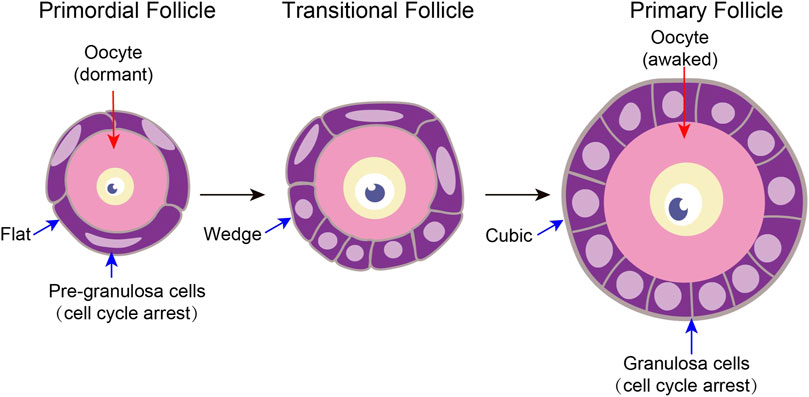 Primordial Follicle
Transitional Follicle
Primary Follicle
Oocyte
(dormant)
Oocyte
(awaked)
Flat
Wedge
Cubic
Pre-granulosa cells
(cell cycle arrest)
Granulosa cells
(cell cycle arrest)